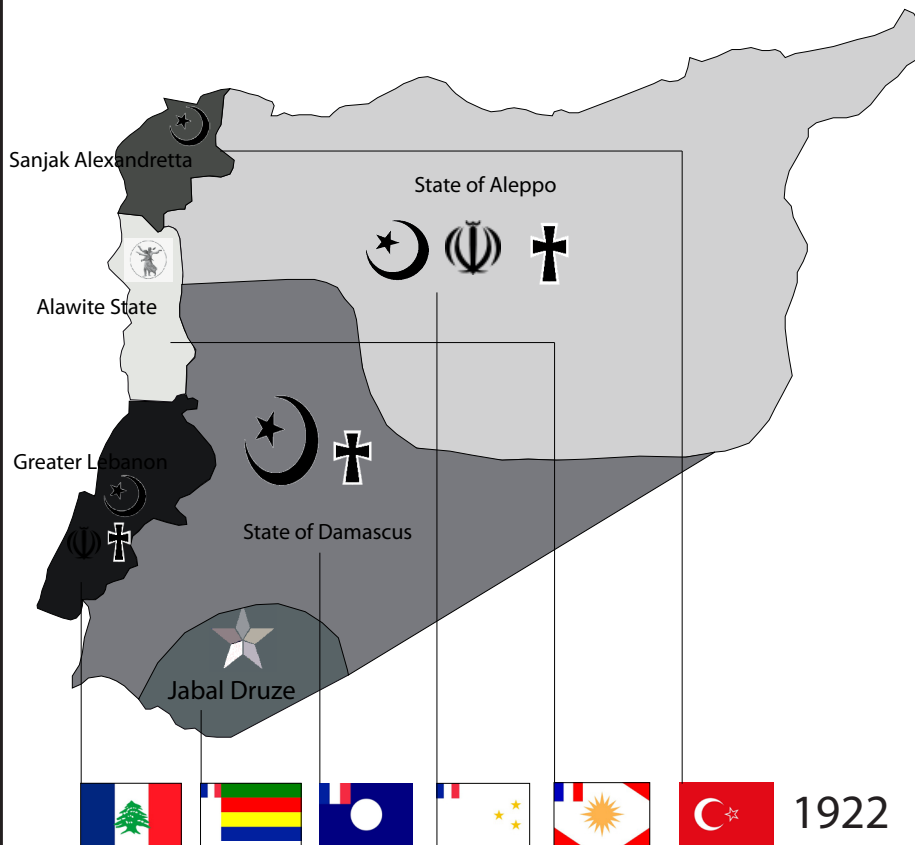 Sanjak Alexandretta
State of Aleppo
Alawite State
Greater Lebanon
State of Damascus
Jabal Druze
1922